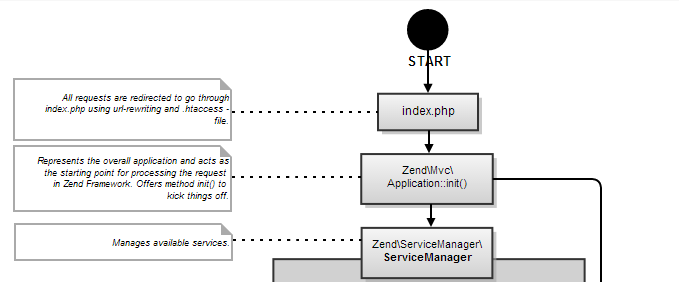 START
All requests are redirected to go through
index.php using url-rewriting and .htaccess -
file.
index.php
Represents the overall application and acts as
the starting point for processing the request
in Zend Framework. Offers method init() to
kick things off.
Zend\Mvc\
Application::init()
Manages available services.
Zend\ServiceManager\
ServiceManager